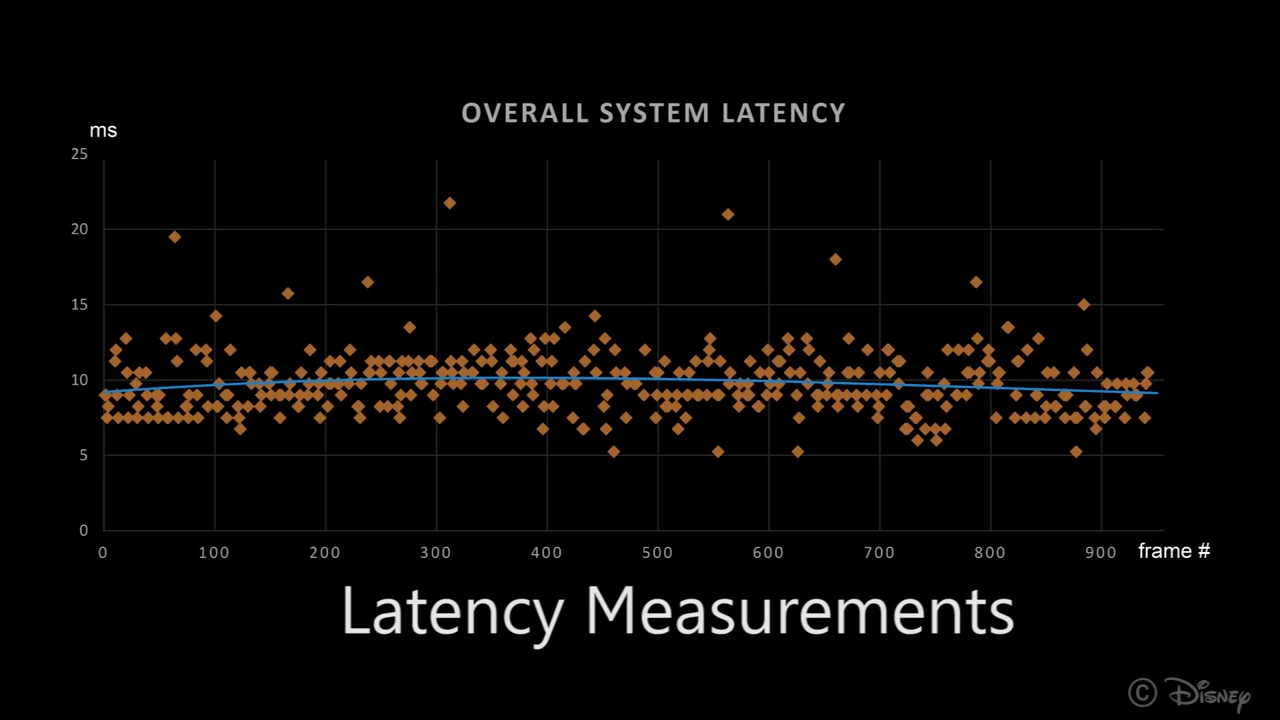 OVERALL SYSTEM LATENCY
ms
25
20
15
10
5
0
0 100 200 300 400 500 600 700 800 900 frame #
Latency Measurements
© Disney